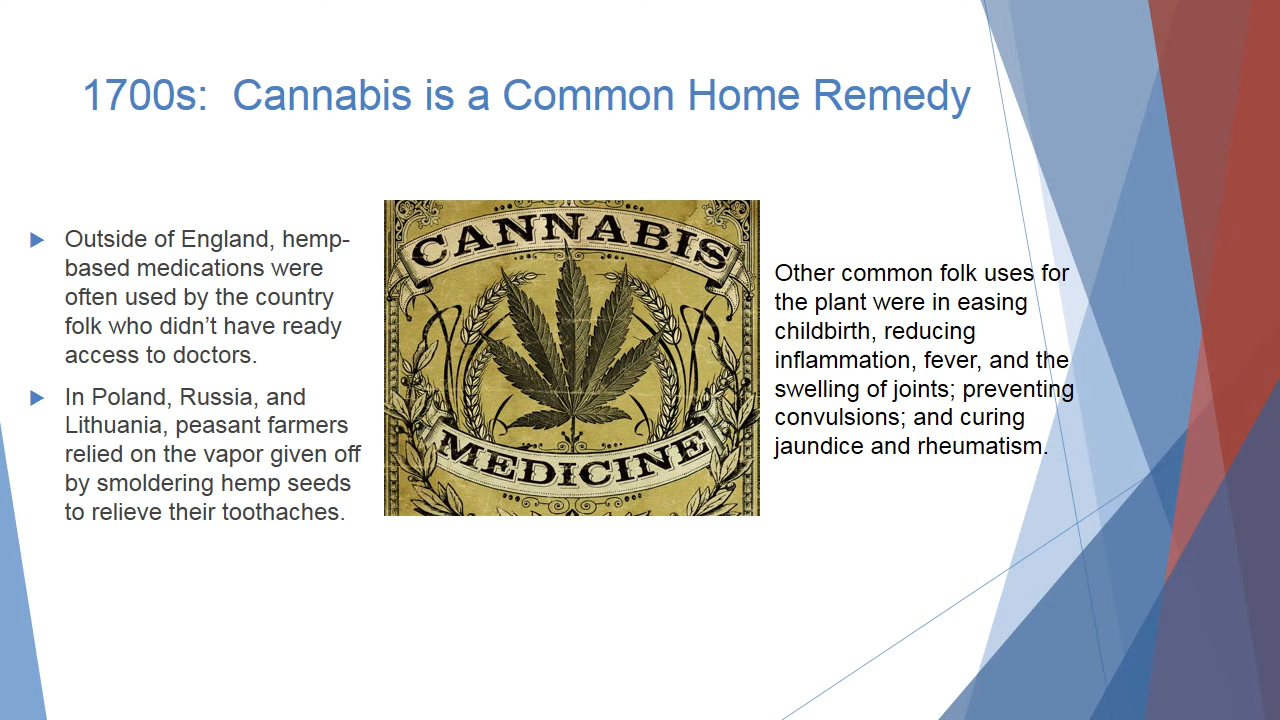 1700s: Cannabis is a Common Home Remedy
Outside of England, hemp-
based medications were
often used by the country
folk who didn’t have ready
access to doctors.
In Poland, Russia, and
Lithuania, peasant farmers
relied on the vapor given off
by smoldering hemp seeds
to relieve their toothaches.
CANNABIS
MEDICINE
Other common folk uses for
the plant were in easing
childbirth, reducing
inflammation, fever, and the
swelling of joints; preventing
convulsions; and curing
jaundice and rheumatism.